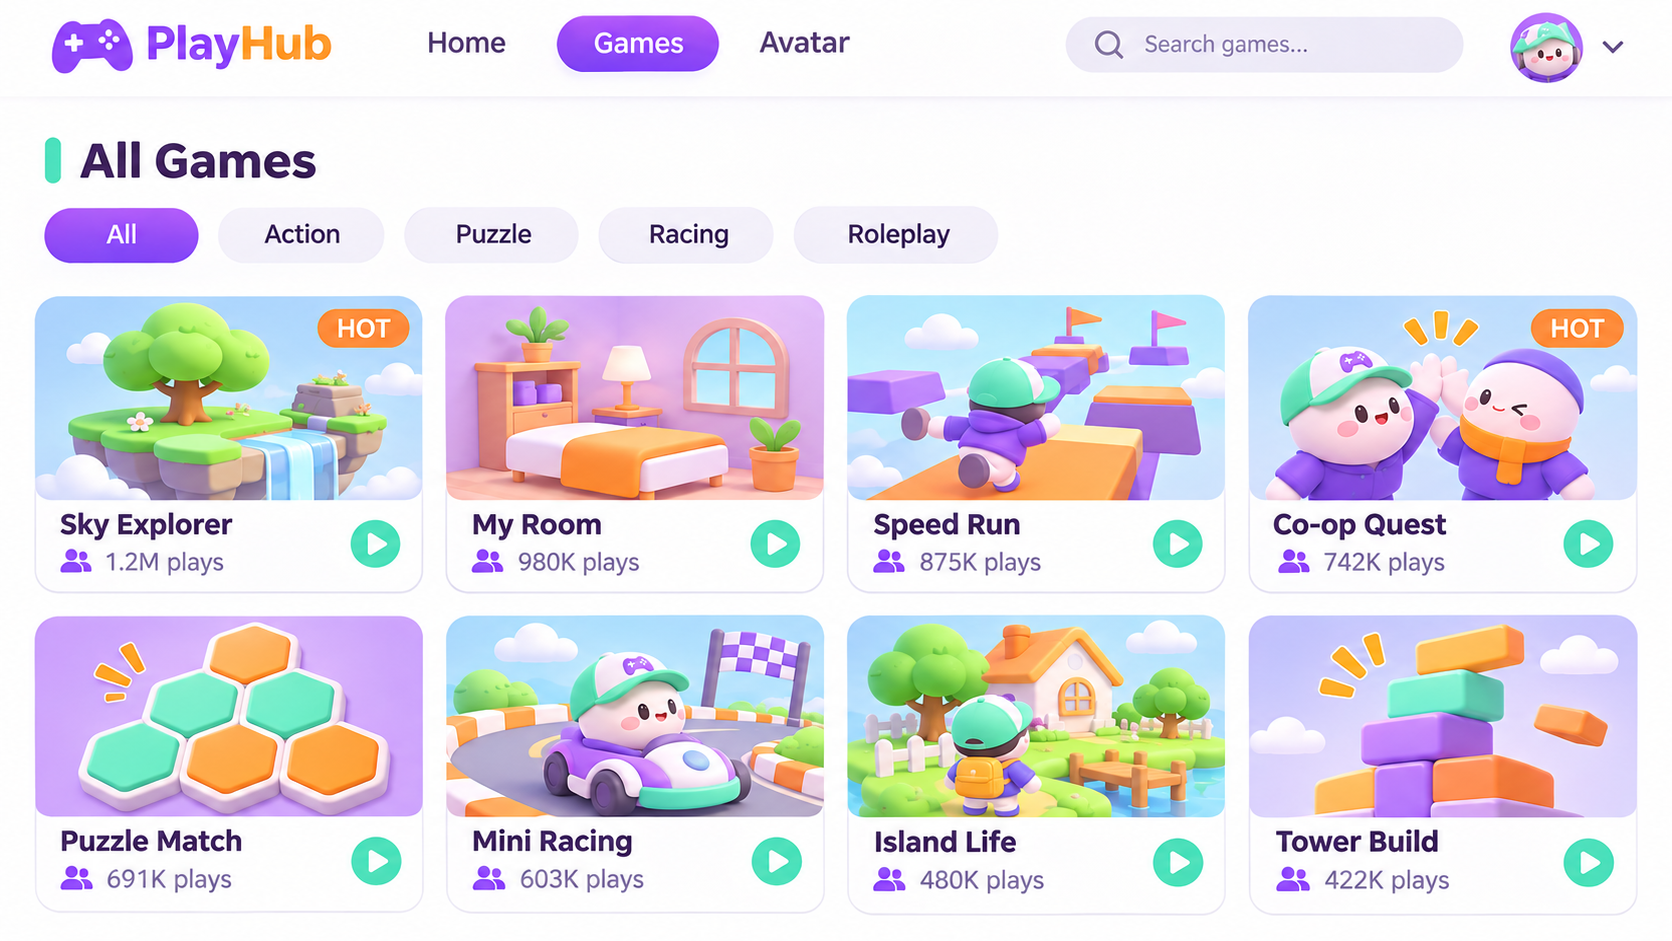 PlayHub
Home
Games
Avatar
Search games...
All Games
All
Action
Puzzle
Racing
Roleplay
HOT
HOT
Sky Explorer
1.2M plays
My Room
980K plays
Speed Run
875K plays
Co-op Quest
742K plays
Puzzle Match
691K plays
Mini Racing
603K plays
Island Life
480K plays
Tower Build
422K plays